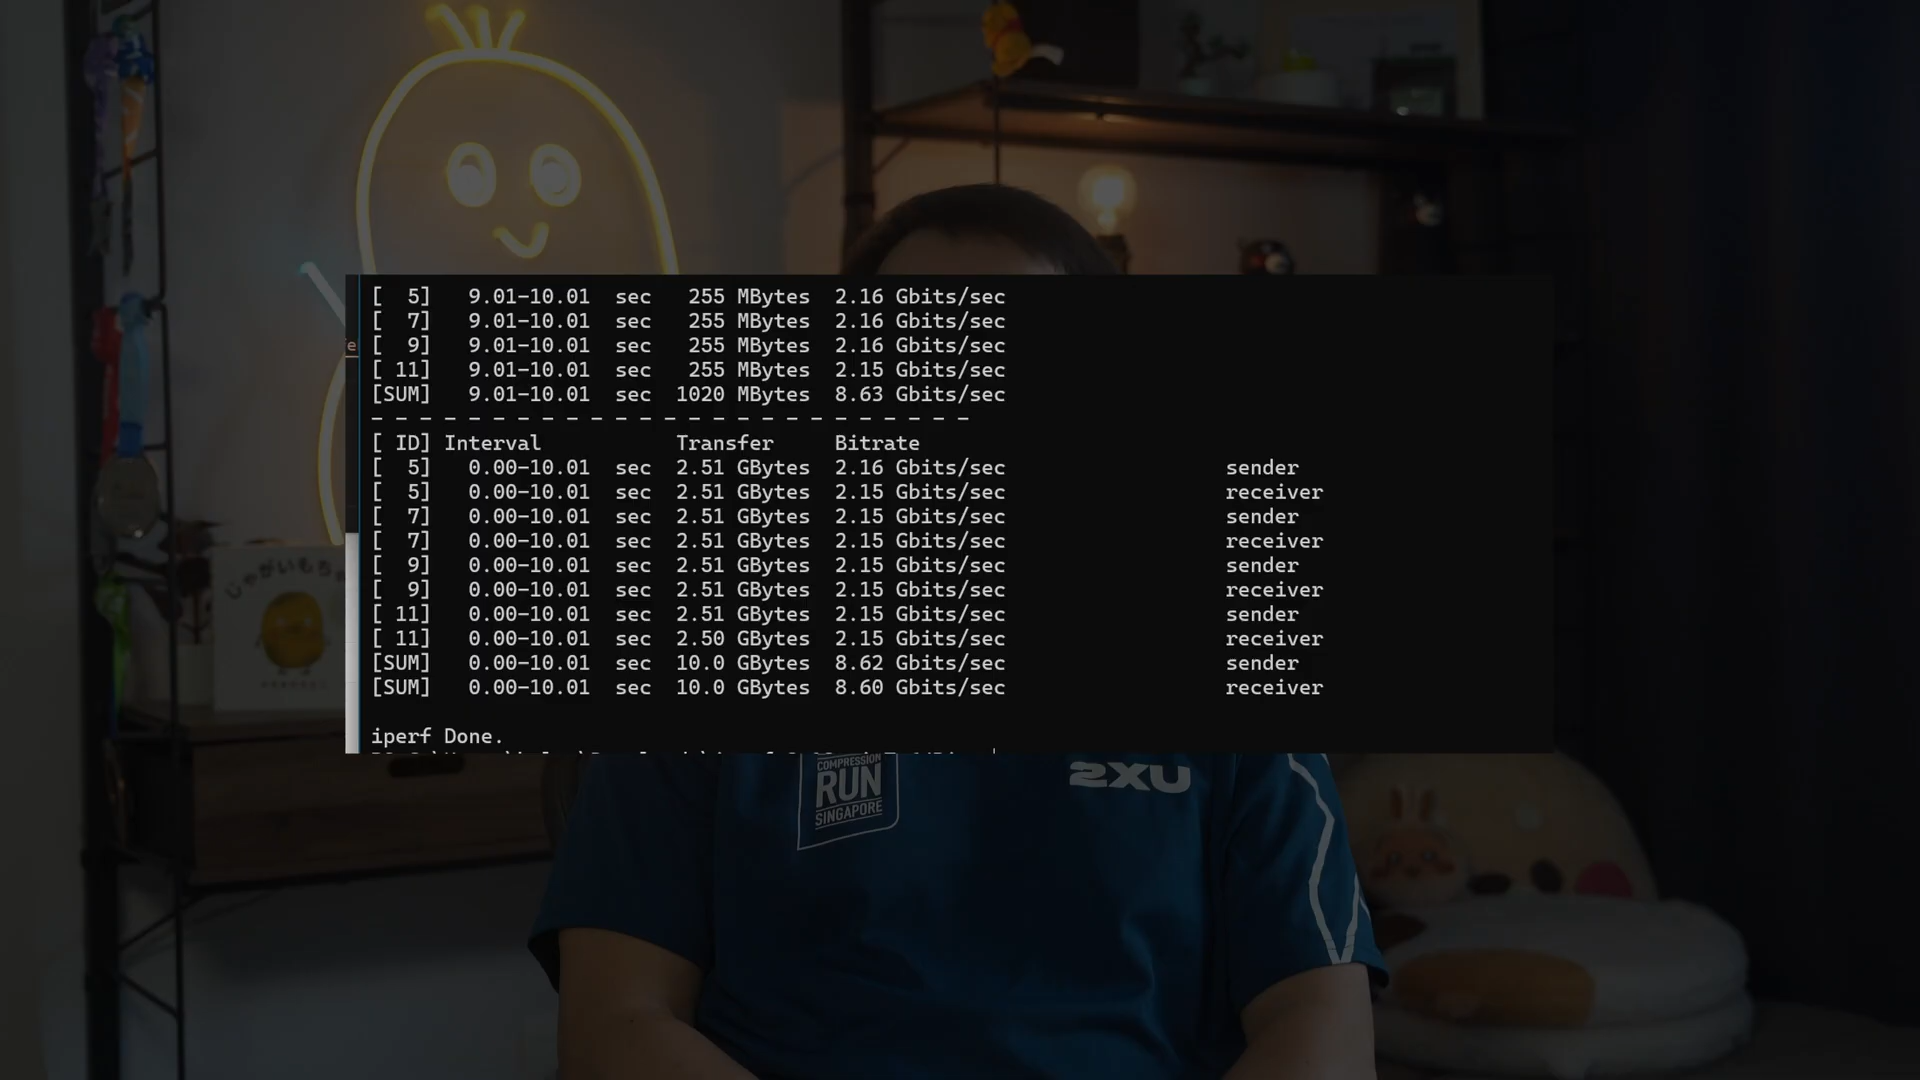 [  5]   9.01-10.01  sec   255 MBytes  2.16 Gbits/sec
[  7]   9.01-10.01  sec   255 MBytes  2.16 Gbits/sec
[  9]   9.01-10.01  sec   255 MBytes  2.16 Gbits/sec
[ 11]   9.01-10.01  sec   255 MBytes  2.15 Gbits/sec
[SUM]   9.01-10.01  sec  1020 MBytes  8.63 Gbits/sec
- - - - - - - - - - - - - - - - - - - - - - - - -
[ ID] Interval           Transfer     Bitrate
[  5]   0.00-10.01  sec  2.51 GBytes  2.16 Gbits/sec                  sender
[  5]   0.00-10.01  sec  2.51 GBytes  2.15 Gbits/sec                  receiver
[  7]   0.00-10.01  sec  2.51 GBytes  2.15 Gbits/sec                  sender
[  7]   0.00-10.01  sec  2.51 GBytes  2.15 Gbits/sec                  receiver
[  9]   0.00-10.01  sec  2.51 GBytes  2.15 Gbits/sec                  sender
[  9]   0.00-10.01  sec  2.51 GBytes  2.15 Gbits/sec                  receiver
[ 11]   0.00-10.01  sec  2.51 GBytes  2.15 Gbits/sec                  sender
[ 11]   0.00-10.01  sec  2.50 GBytes  2.15 Gbits/sec                  receiver
[SUM]   0.00-10.01  sec  10.0 GBytes  8.62 Gbits/sec                  sender
[SUM]   0.00-10.01  sec  10.0 GBytes  8.60 Gbits/sec                  receiver
iperf Done.
じゃがいもちゃ
COMPRESSION
RUN
SINGAPORE
2XU